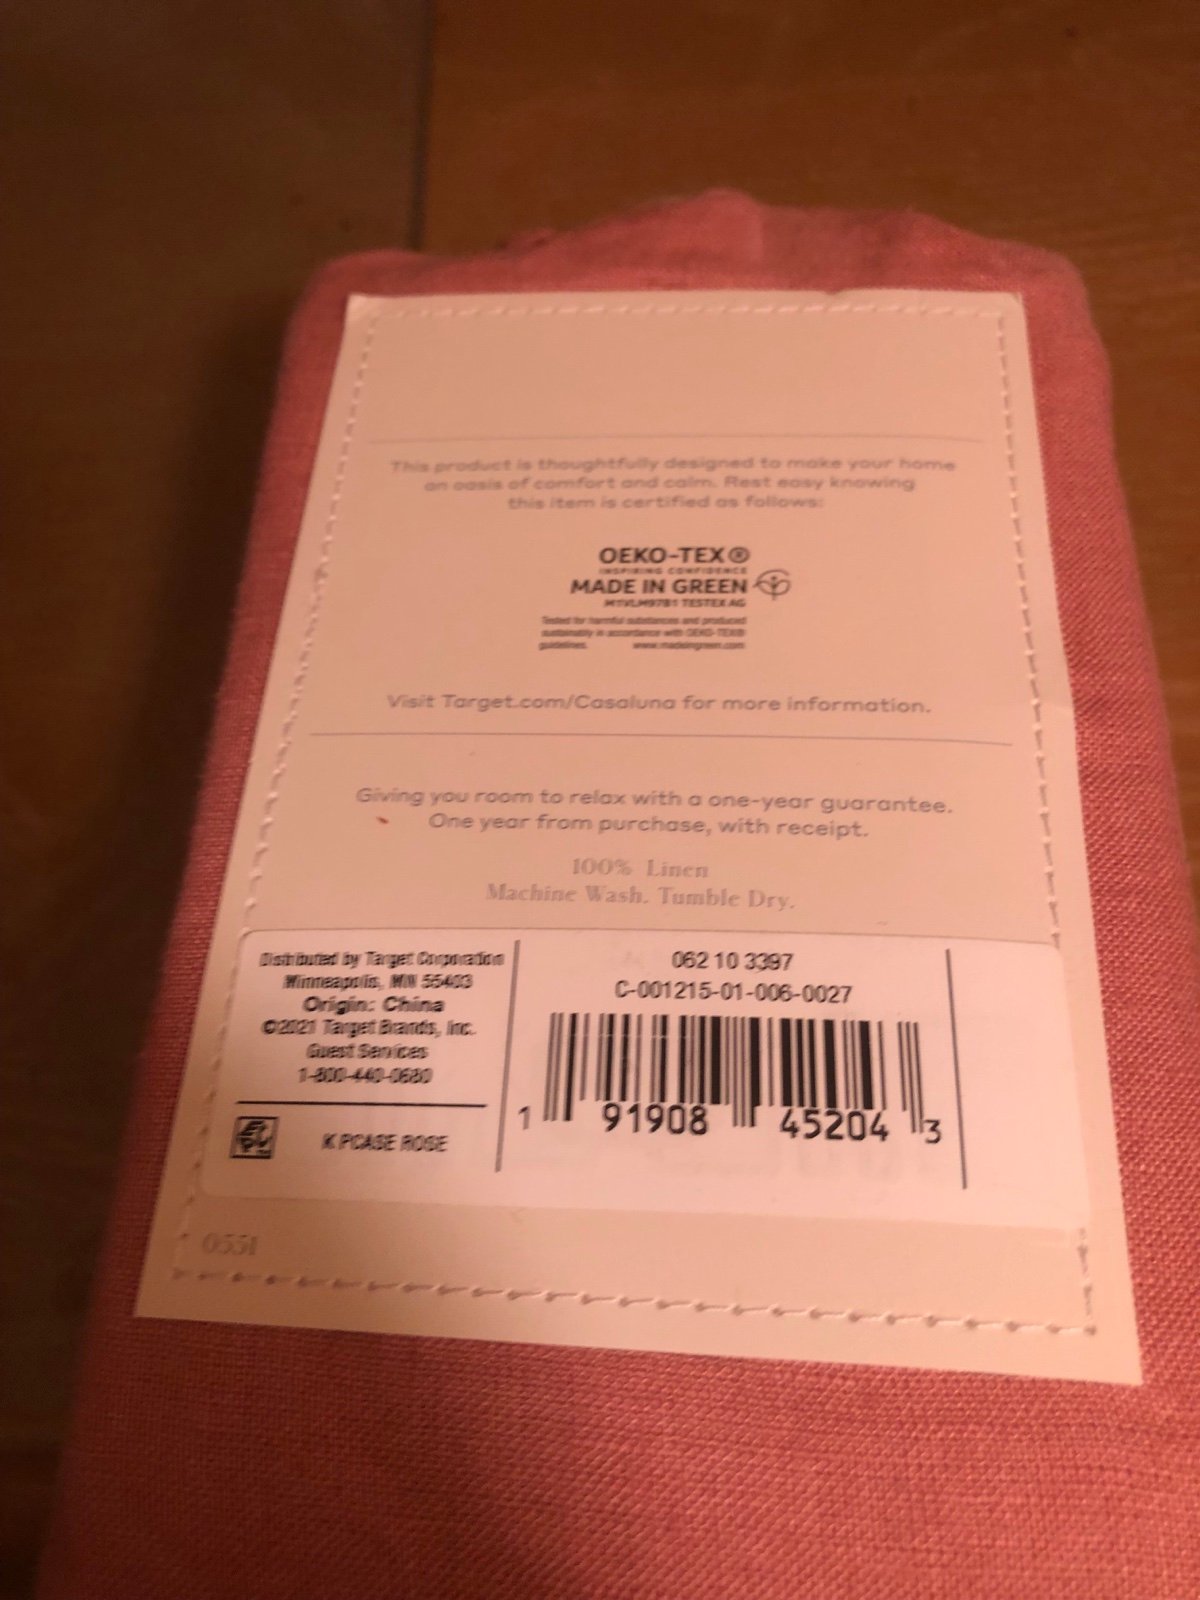 This product is thoughtfully designed to make your home
an oasis of comfort and calm. Rest easy knowing
this item is certified as follows:
OEKO-TEX®
INSPIRING CONFIDENCE
MADE IN GREEN
TESTEX AG
Tested for harmful substances and produced
sustainably in accordance with OEKO-TEX®
guidelines. www.madeingreen.com
Visit Target.com/Casaluna for more information.
Giving you room to relax with a one-year guarantee.
One year from purchase, with receipt.
100% Linen
Machine Wash. Tumble Dry.
Distributed by Target Corporation
Minneapolis, MN 55403
Origin: China
©2021 Target Brands, Inc.
Guest Services
1-800-440-0680
K PCASE ROSE
062 10 3397
C-001215-01-006-0027
1 91908 45204 3
0551